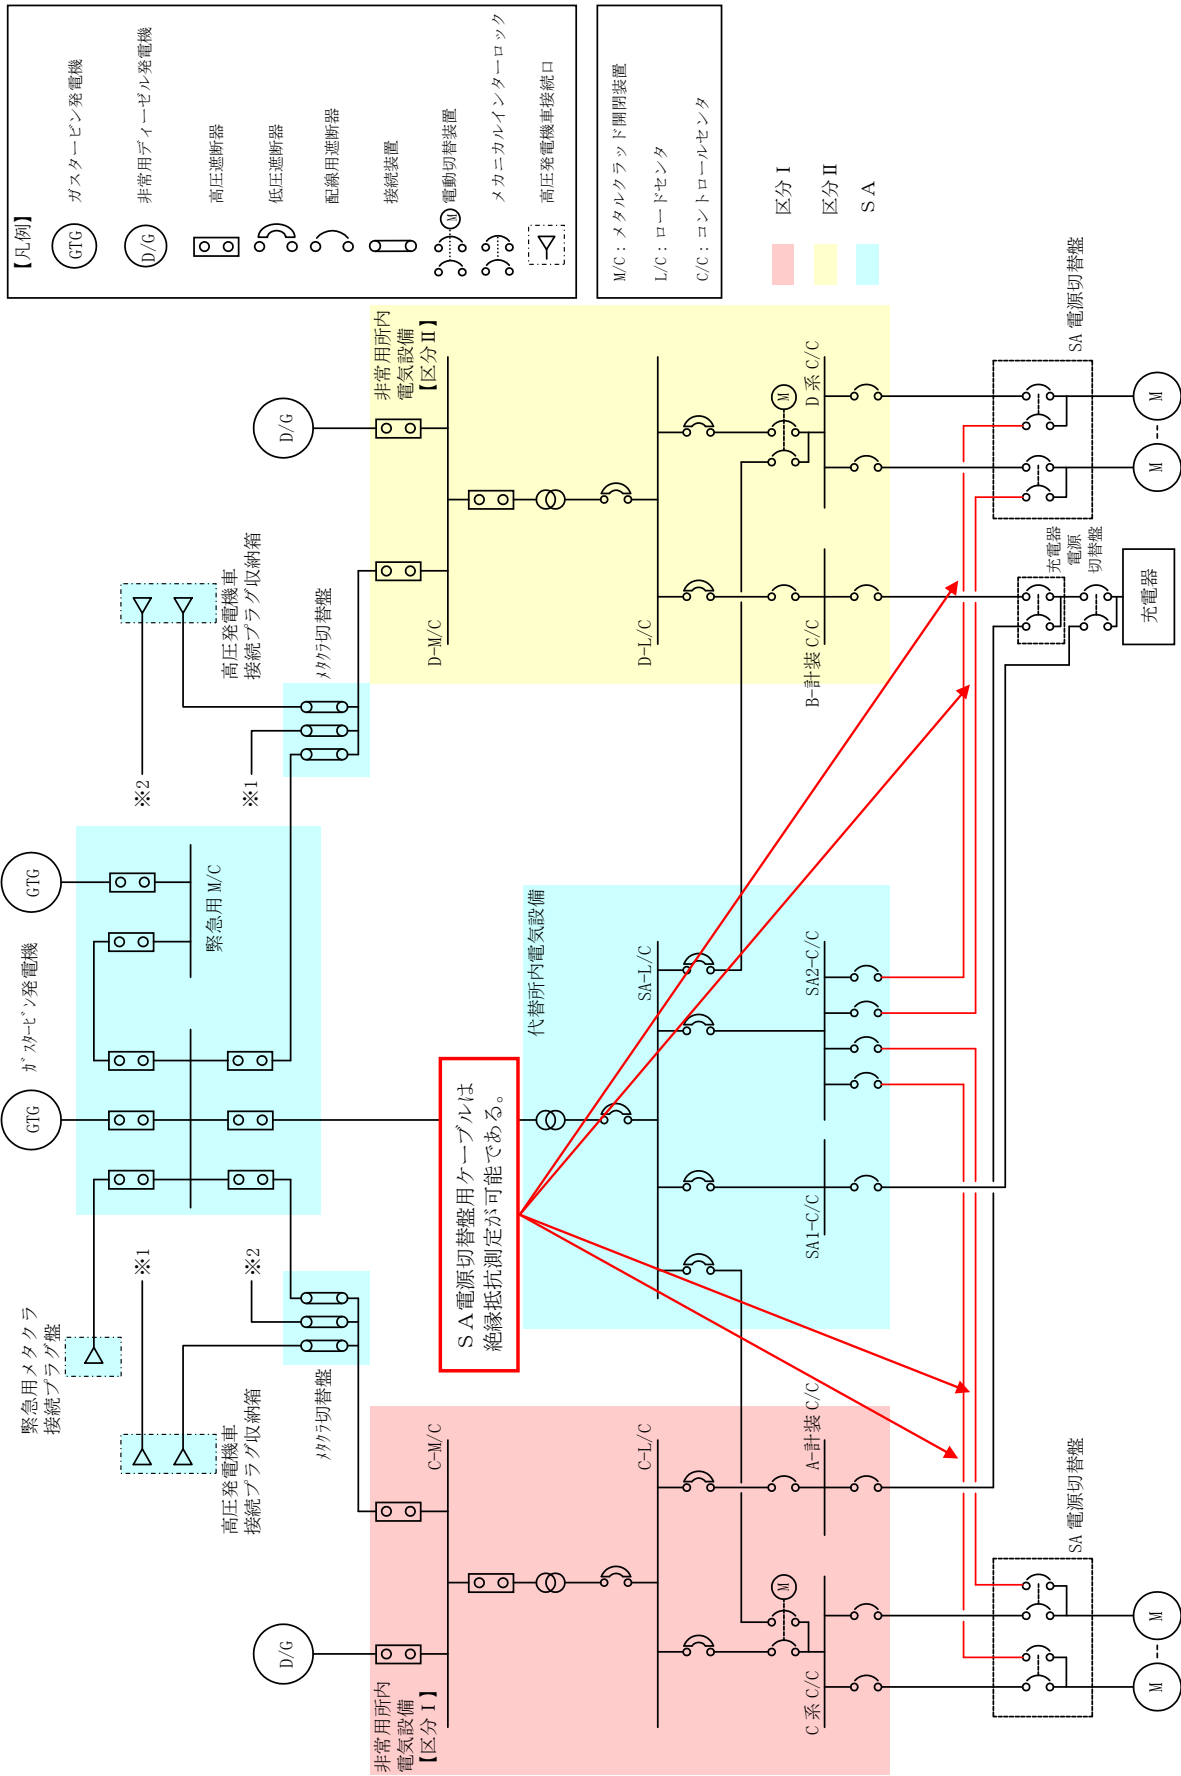 【凡例】
GTG ガスタービン発電機
D/G 非常用ディーゼル発電機
高圧遮断器
低圧遮断器
配線用遮断器
接続装置
M 電動切替装置
メカニカルインターロック
高圧発電機車接続口
M/C：メタルクラッド開閉装置
L/C：ロードセンタ
C/C：コントロールセンタ
区分Ⅰ
区分Ⅱ
ＳＡ
緊急用メタクラ
接続プラグ盤
GTG
ｶﾞｽﾀｰﾋﾞﾝ発電機
GTG
緊急用 M/C
高圧発電機車
接続プラグ収納箱
※1
※2
メタクラ切替盤
※2
※1
高圧発電機車
接続プラグ収納箱
メタクラ切替盤
D/G
非常用所内
電気設備
【区分Ⅰ】
C-M/C
C-L/C
M
C 系 C/C
A-計装 C/C
ＳＡ電源切替盤用ケーブルは
絶縁抵抗測定が可能である。
代替所内電気設備
SA-L/C
SA1-C/C
SA2-C/C
D/G
非常用所内
電気設備
【区分Ⅱ】
D-M/C
D-L/C
M
B-計装 C/C
D 系 C/C
SA 電源切替盤
M
M
充電器
電源
切替盤
充電器
SA 電源切替盤
M
M